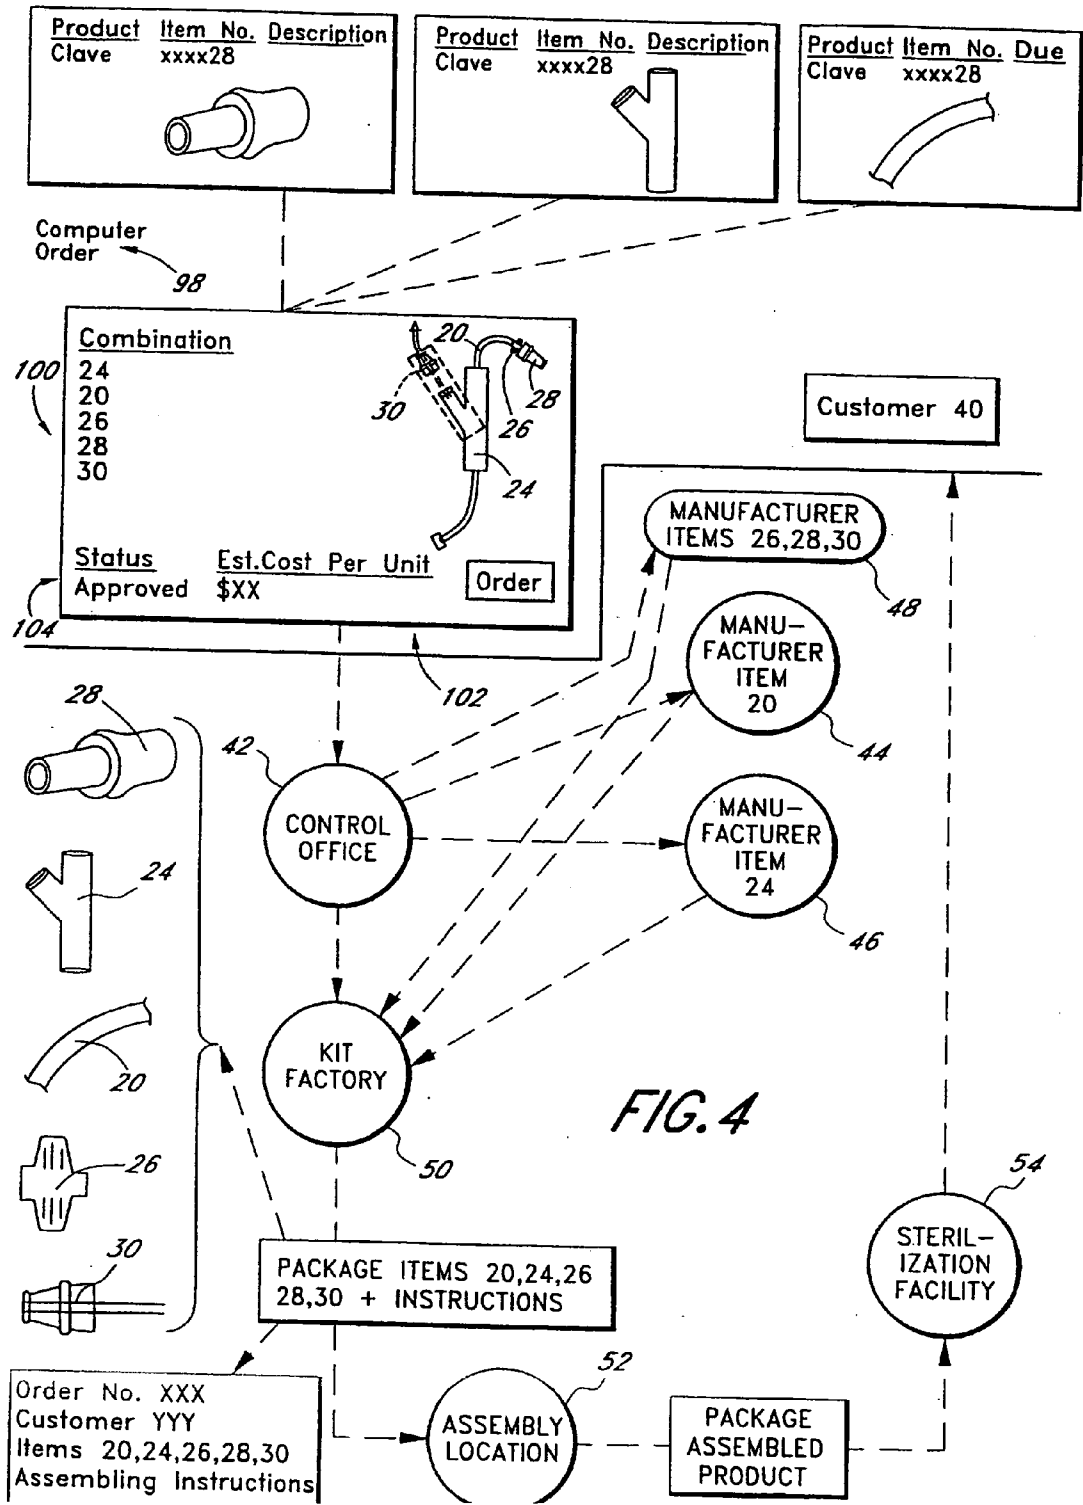 Product Item No. Description
Clave xxxx28
Product Item No. Description
Clave xxxx28
Product Item No. Due
Clave xxxx28
Computer
Order
98
Combination
24
20
26
28
30
20
30
28
26
24
100
Status Est.Cost Per Unit
Approved $XX
Order
104
102
Customer 40
MANUFACTURER
ITEMS 26,28,30
48
MANU-
FACTURER
ITEM
20
44
42
CONTROL
OFFICE
MANU-
FACTURER
ITEM
24
46
28
24
20
26
30
KIT
FACTORY
50
FIG. 4
54
STERIL-
IZATION
FACILITY
PACKAGE ITEMS 20,24,26
28,30 + INSTRUCTIONS
Order No. XXX
Customer YYY
Items 20,24,26,28,30
Assembling Instructions
52
ASSEMBLY
LOCATION
PACKAGE
ASSEMBLED
PRODUCT